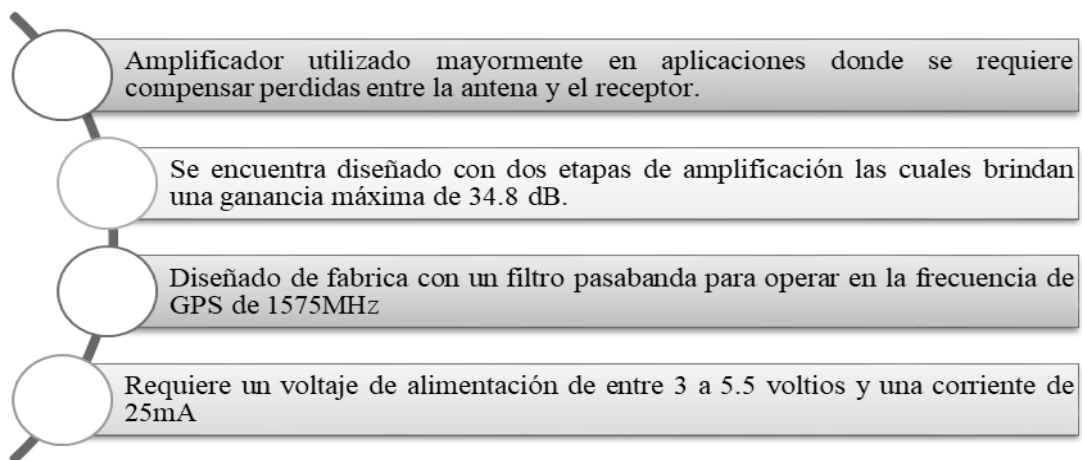 Amplificador utilizado mayormente en aplicaciones donde se requiere
compensar perdidas entre la antena y el receptor.
Se encuentra diseñado con dos etapas de amplificación las cuales brindan
una ganancia máxima de 34.8 dB.
Diseñado de fabrica con un filtro pasabanda para operar en la frecuencia de
GPS de 1575MHz
Requiere un voltaje de alimentación de entre 3 a 5.5 voltios y una corriente de
25mA